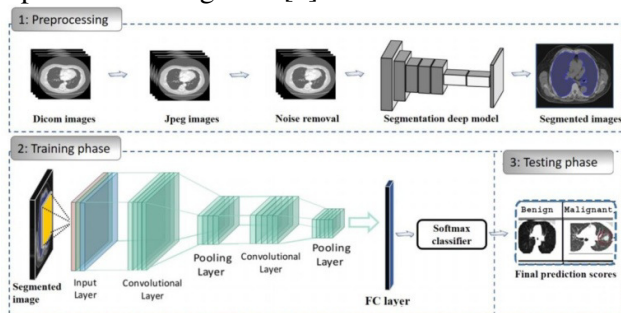 1: Preprocessing
Dicom images
Jpeg images
Noise removal
Segmentation deep model
Segmented images
2: Training phase
3: Testing phase
Benign Malignant
Softmax
classifier
Segmented
image
Input
Layer
Convolutional
Layer
Pooling
Layer
Convolutional
Layer
Pooling
Layer
FC layer
Final prediction scores